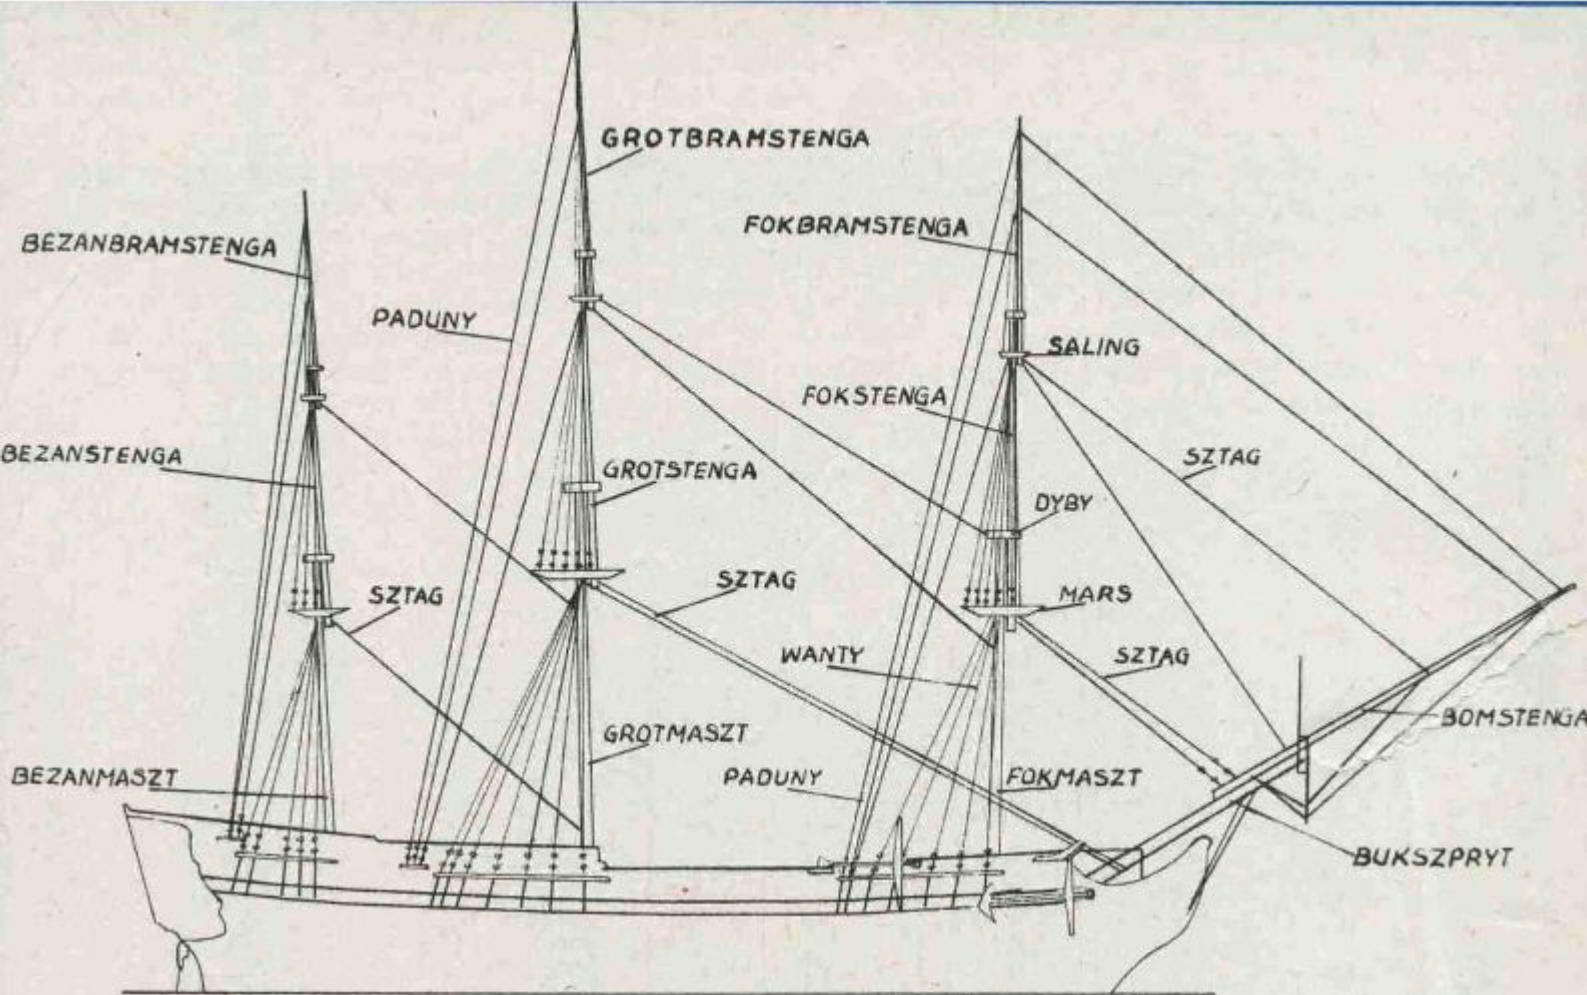 GROTBRAMSTENGA
FOKBRAMSTENGA
BEZANBRAMSTENGA
PADUNY
SALING
FOKSTENGA
BEZANSTENGA
GROTSTENGA
SZTAG
DYBY
SZTAG
SZTAG
MARS
WANTY
SZTAG
BOMSTENGA
GROTMASZT
BEZANMASZT
PADUNY
FOKMASZT
BUKSZPRYT